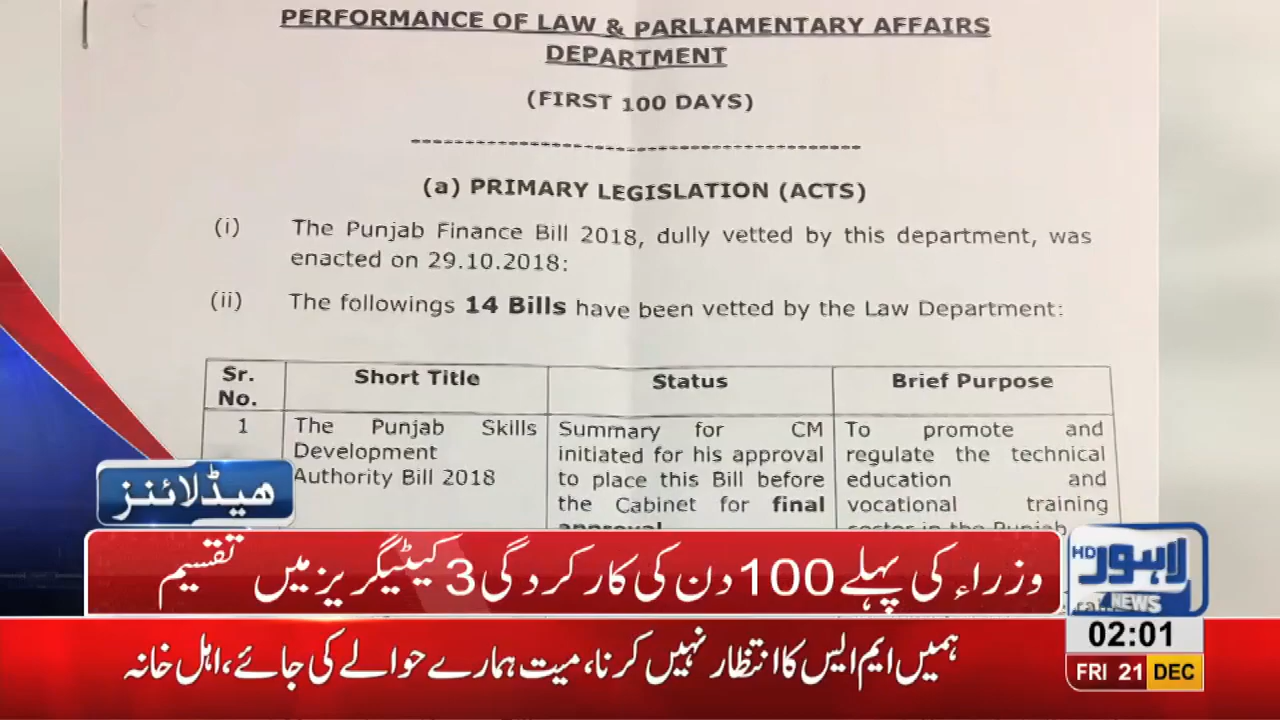 PERFORMANCE OF LAW & PARLIAMENTARY AFFAIRS
DEPARTMENT
(FIRST 100 DAYS)
(a) PRIMARY LEGISLATION (ACTS)
(i) The Punjab Finance Bill 2018, dully vetted by this department, was
enacted on 29.10.2018:
(ii) The followings 14 Bills have been vetted by the Law Department:
Sr. No. Short Title Status Brief Purpose
1 The Punjab Skills Development Authority Bill 2018
Summary for CM
initiated for his approval
to place this Bill before
the Cabinet for final
approval
To promote and
regulate the technical
education and
vocational training
sector in the Punjab
ھیڈلائنز
وزراء کی پہلے 100 دن کی کارکردگی 3 کیٹیگریز میں تقسیم
ہمیں ایم ایس کا انتظار نہیں کرنا، میت ہمارے حوالے کی جائے، اہل خانہ
HD لاہور
NEWS
02:01
FRI 21 DEC